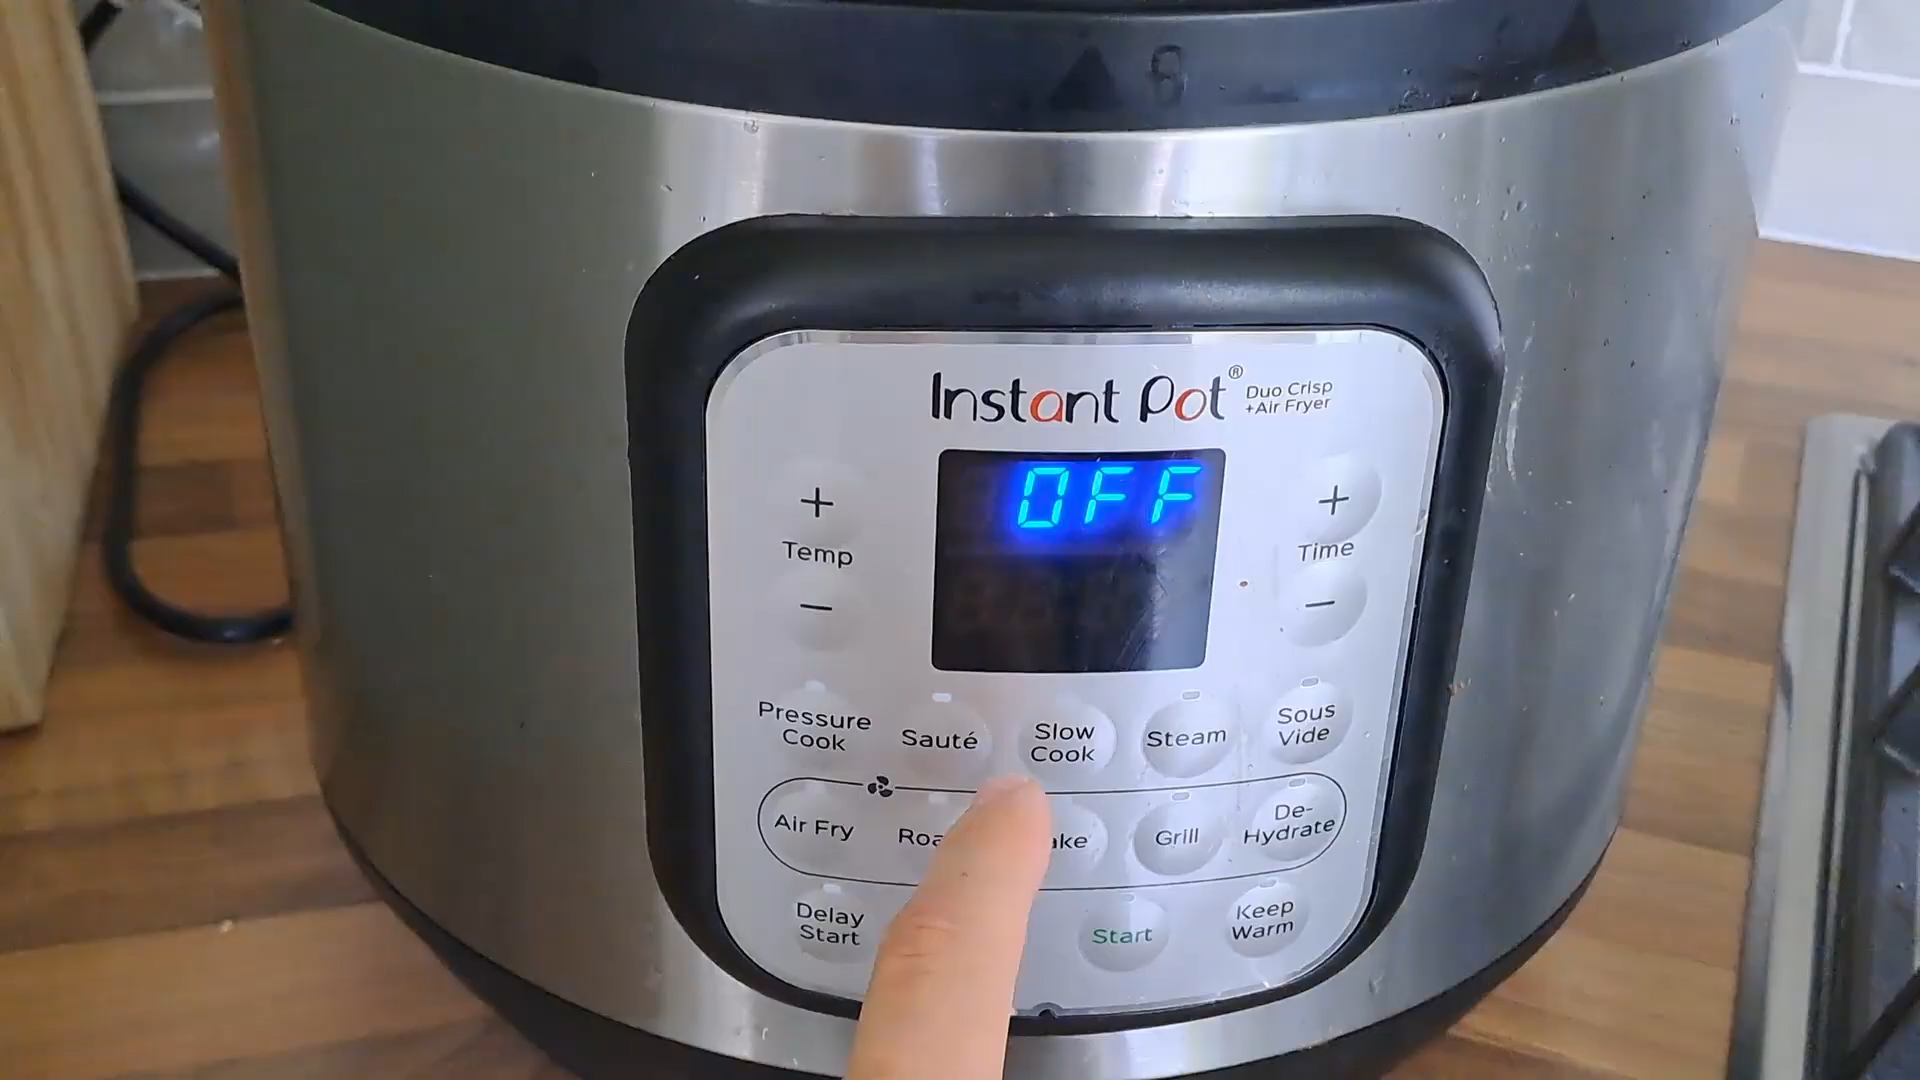 Instant Pot®
Duo Crisp
+Air Fryer
OFF
+
+
Temp
Time
−
−
Pressure
Cook
Sauté
Slow
Cook
Steam
Sous
Vide
Air Fry
Grill
De-
Hydrate
Delay
Start
Start
Keep
Warm